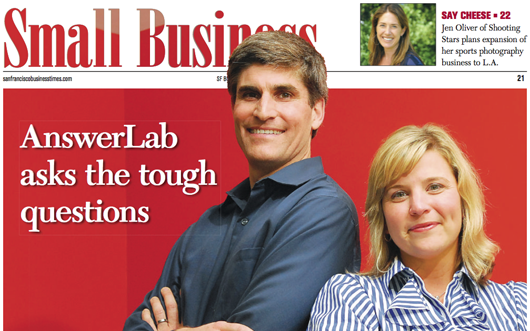 Small Business
SAY CHEESE • 22
Jen Oliver of Shooting
Stars plans expansion of
her sports photography
business to L.A.
sanfranciscobusinesstimes.com
SF
21
AnswerLab
asks the tough
questions